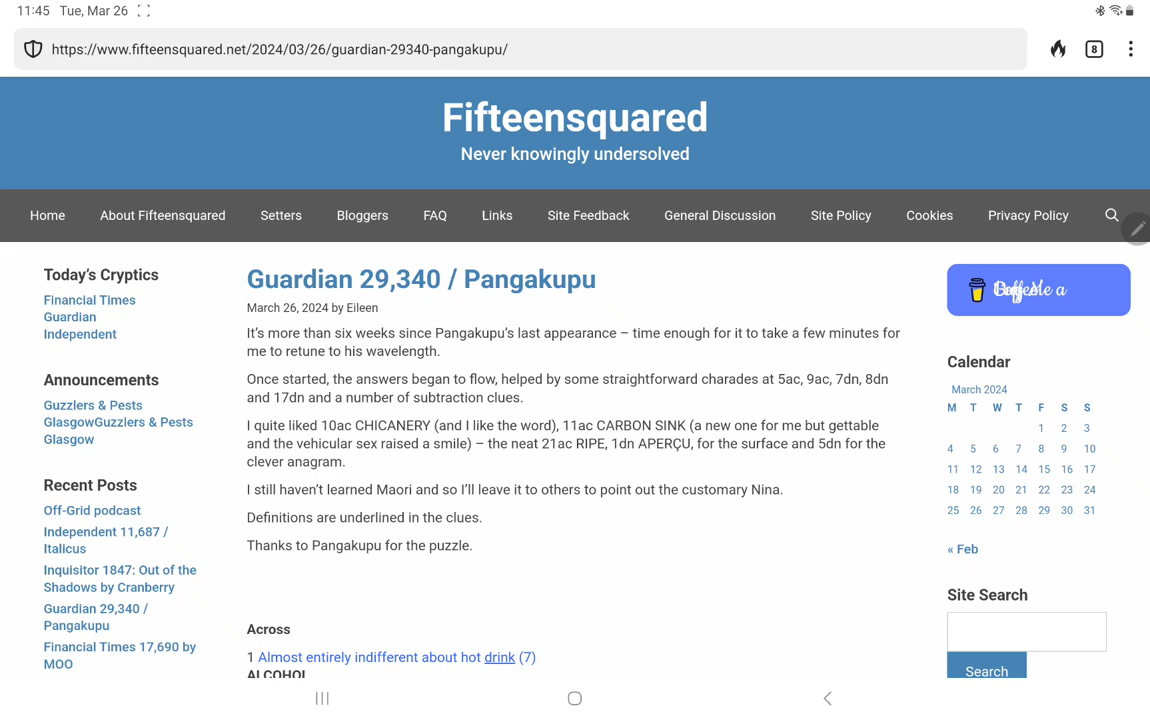 11:45 Tue, Mar 26
https://www.fifteensquared.net/2024/03/26/guardian-29340-pangakupu/
8
Fifteensquared
Never knowingly undersolved
Home About Fifteensquared Setters Bloggers FAQ Links Site Feedback General Discussion Site Policy Cookies Privacy Policy
Today's Cryptics
Financial Times
Guardian
Independent
Announcements
Guzzlers & Pests
GlasgowGuzzlers & Pests
Glasgow
Recent Posts
Off-Grid podcast
Independent 11,687 /
Italicus
Inquisitor 1847: Out of the
Shadows by Cranberry
Guardian 29,340 /
Pangakupu
Financial Times 17,690 by
MOO
Guardian 29,340 / Pangakupu
March 26, 2024 by Eileen
It's more than six weeks since Pangakupu's last appearance – time enough for it to take a few minutes for
me to retune to his wavelength.
Once started, the answers began to flow, helped by some straightforward charades at 5ac, 9ac, 7dn, 8dn
and 17dn and a number of subtraction clues.
I quite liked 10ac CHICANERY (and I like the word), 11ac CARBON SINK (a new one for me but gettable
and the vehicular sex raised a smile) – the neat 21ac RIPE, 1dn APERÇU, for the surface and 5dn for the
clever anagram.
I still haven't learned Maori and so I'll leave it to others to point out the customary Nina.
Definitions are underlined in the clues.
Thanks to Pangakupu for the puzzle.
Across
1 Almost entirely indifferent about hot drink (7)
ALCOHOL
Calendar
March 2024
M T W T F S S
1 2 3
4 5 6 7 8 9 10
11 12 13 14 15 16 17
18 19 20 21 22 23 24
25 26 27 28 29 30 31
« Feb
Site Search
Search